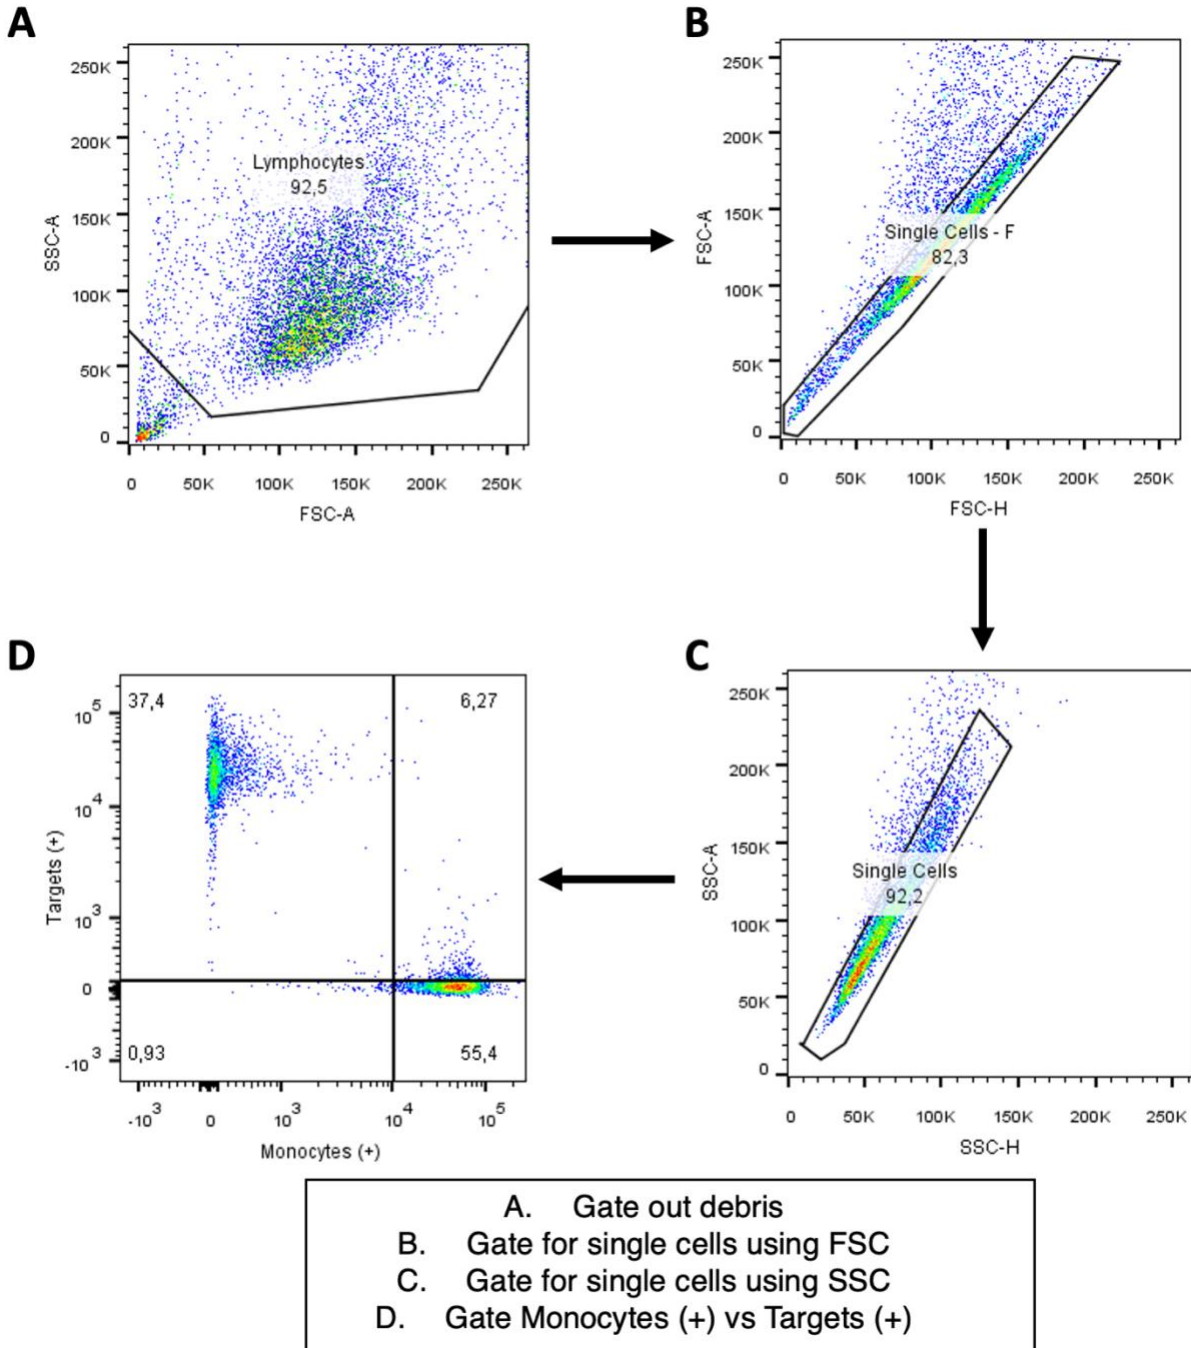 A
250K
200K
150K
100K
50K
0
SSC-A
Lymphocytes
92,5
0 50K 100K 150K 200K 250K
FSC-A
B
250K
200K
150K
100K
50K
0
FSC-A
Single Cells - F
82,3
0 50K 100K 150K 200K 250K
FSC-H
D
10^5
10^4
10^3
0
-10^3
Targets (+)
37,4 6,27
0,93 55,4
-10^3 0 10^3 10^4 10^5
Monocytes (+)
C
250K
200K
150K
100K
50K
0
SSC-A
Single Cells
92,2
0 50K 100K 150K 200K 250K
SSC-H
A. Gate out debris
B. Gate for single cells using FSC
C. Gate for single cells using SSC
D. Gate Monocytes (+) vs Targets (+)